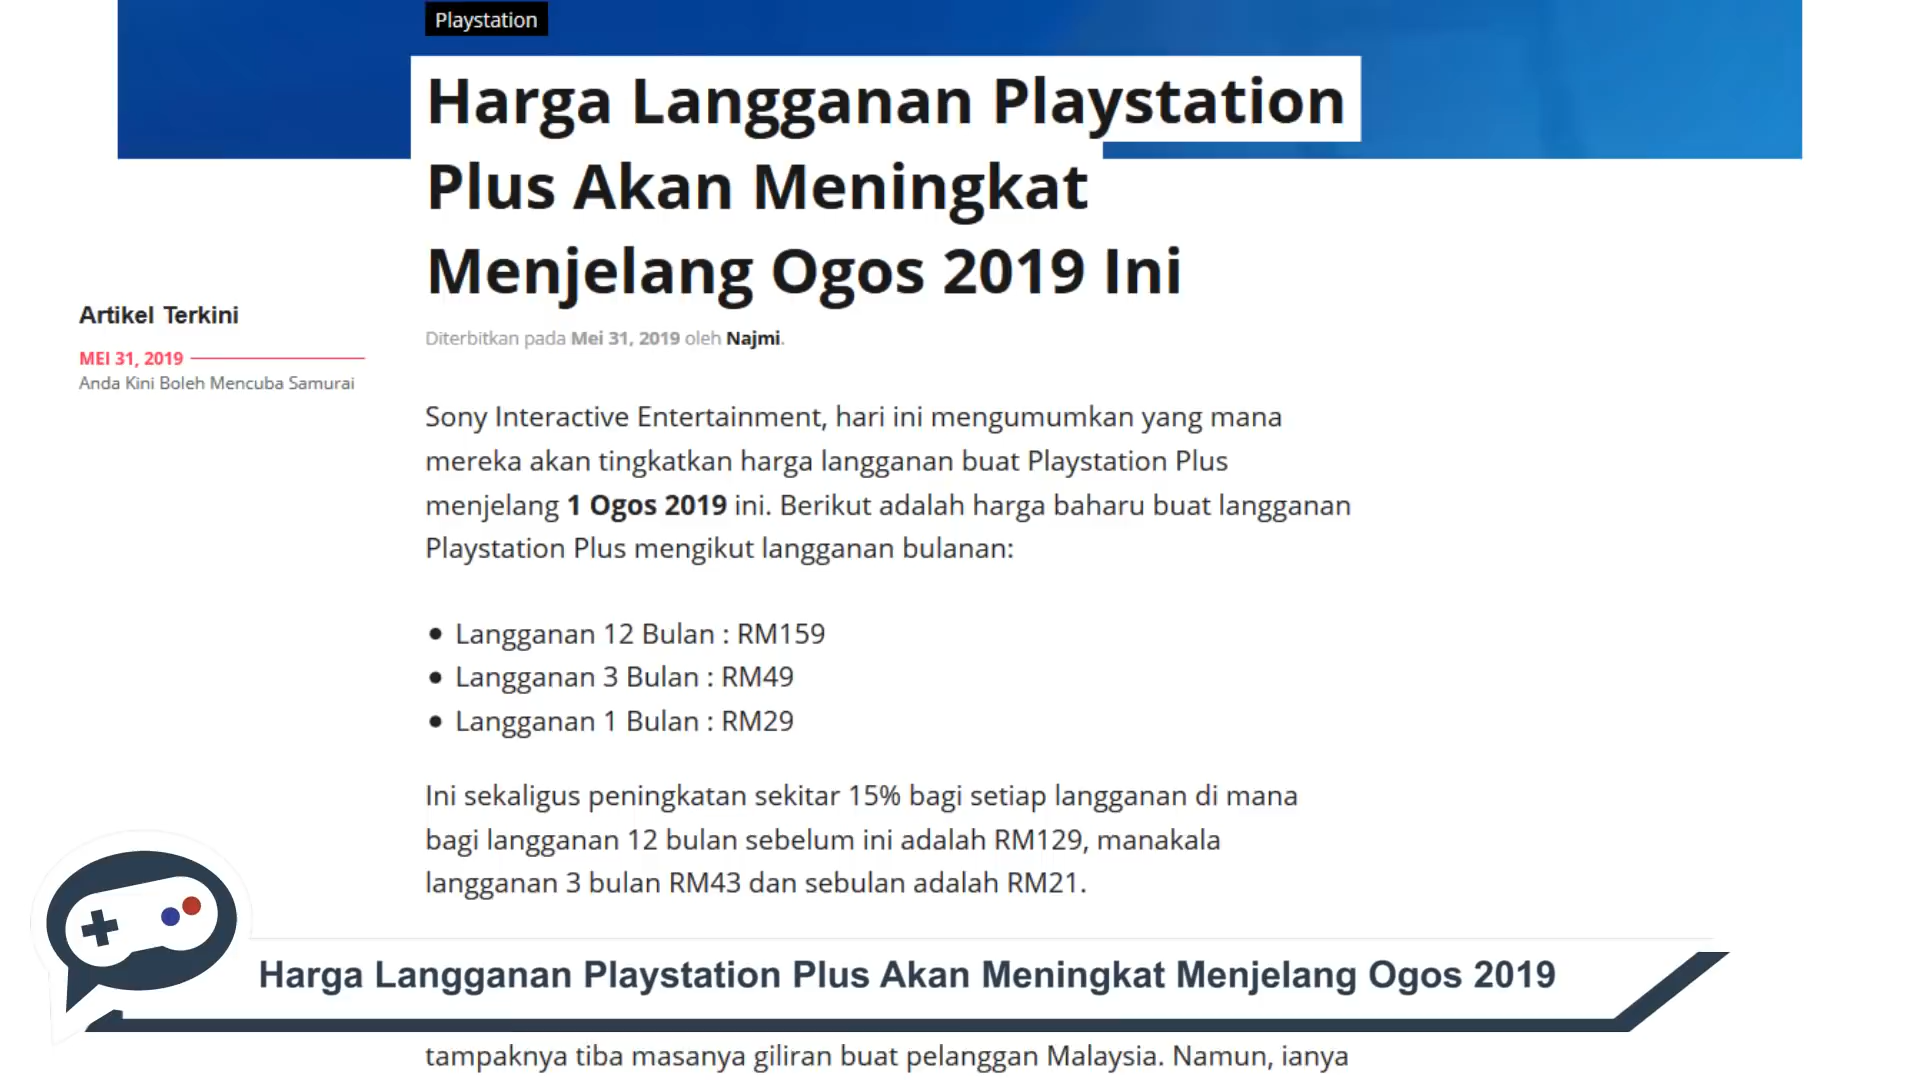 Playstation
Harga Langganan Playstation
Plus Akan Meningkat
Menjelang Ogos 2019 Ini
Diterbitkan pada Mei 31, 2019 oleh Najmi.
Artikel Terkini
MEI 31, 2019
Anda Kini Boleh Mencuba Samurai
Sony Interactive Entertainment, hari ini mengumumkan yang mana
mereka akan tingkatkan harga langganan buat Playstation Plus
menjelang 1 Ogos 2019 ini. Berikut adalah harga baharu buat langganan
Playstation Plus mengikut langganan bulanan:
• Langganan 12 Bulan : RM159
• Langganan 3 Bulan : RM49
• Langganan 1 Bulan : RM29
Ini sekaligus peningkatan sekitar 15% bagi setiap langganan di mana
bagi langganan 12 bulan sebelum ini adalah RM129, manakala
langganan 3 bulan RM43 dan sebulan adalah RM21.
Harga Langganan Playstation Plus Akan Meningkat Menjelang Ogos 2019
tampaknya tiba masanya giliran buat pelanggan Malaysia. Namun, ianya